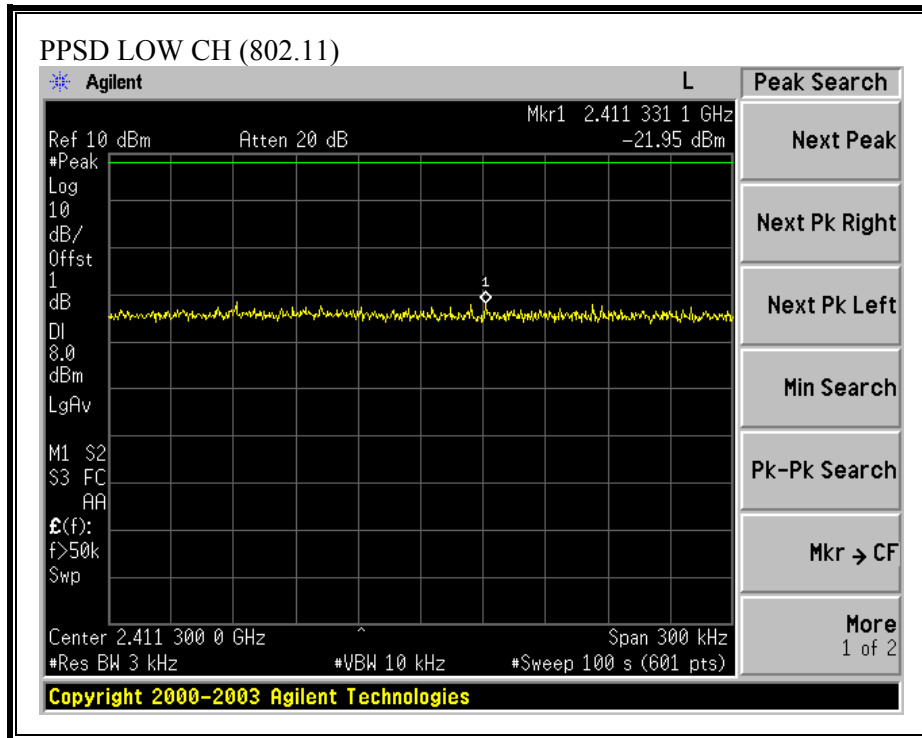 PPSD LOW CH (802.11)
Agilent L Peak Search
Mkr1 2.411 331 1 GHz
Ref 10 dBm Atten 20 dB -21.95 dBm
#Peak
Log
10
dB/
Offst
1
dB
DI
8.0
dBm
LgAv
M1 S2
S3 FC
AA
£(f):
f>50k
Swp
1
Center 2.411 300 0 GHz ^ Span 300 kHz
#Res BW 3 kHz #VBW 10 kHz #Sweep 100 s (601 pts)
Next Peak
Next Pk Right
Next Pk Left
Min Search
Pk-Pk Search
Mkr → CF
More
1 of 2
Copyright 2000-2003 Agilent Technologies